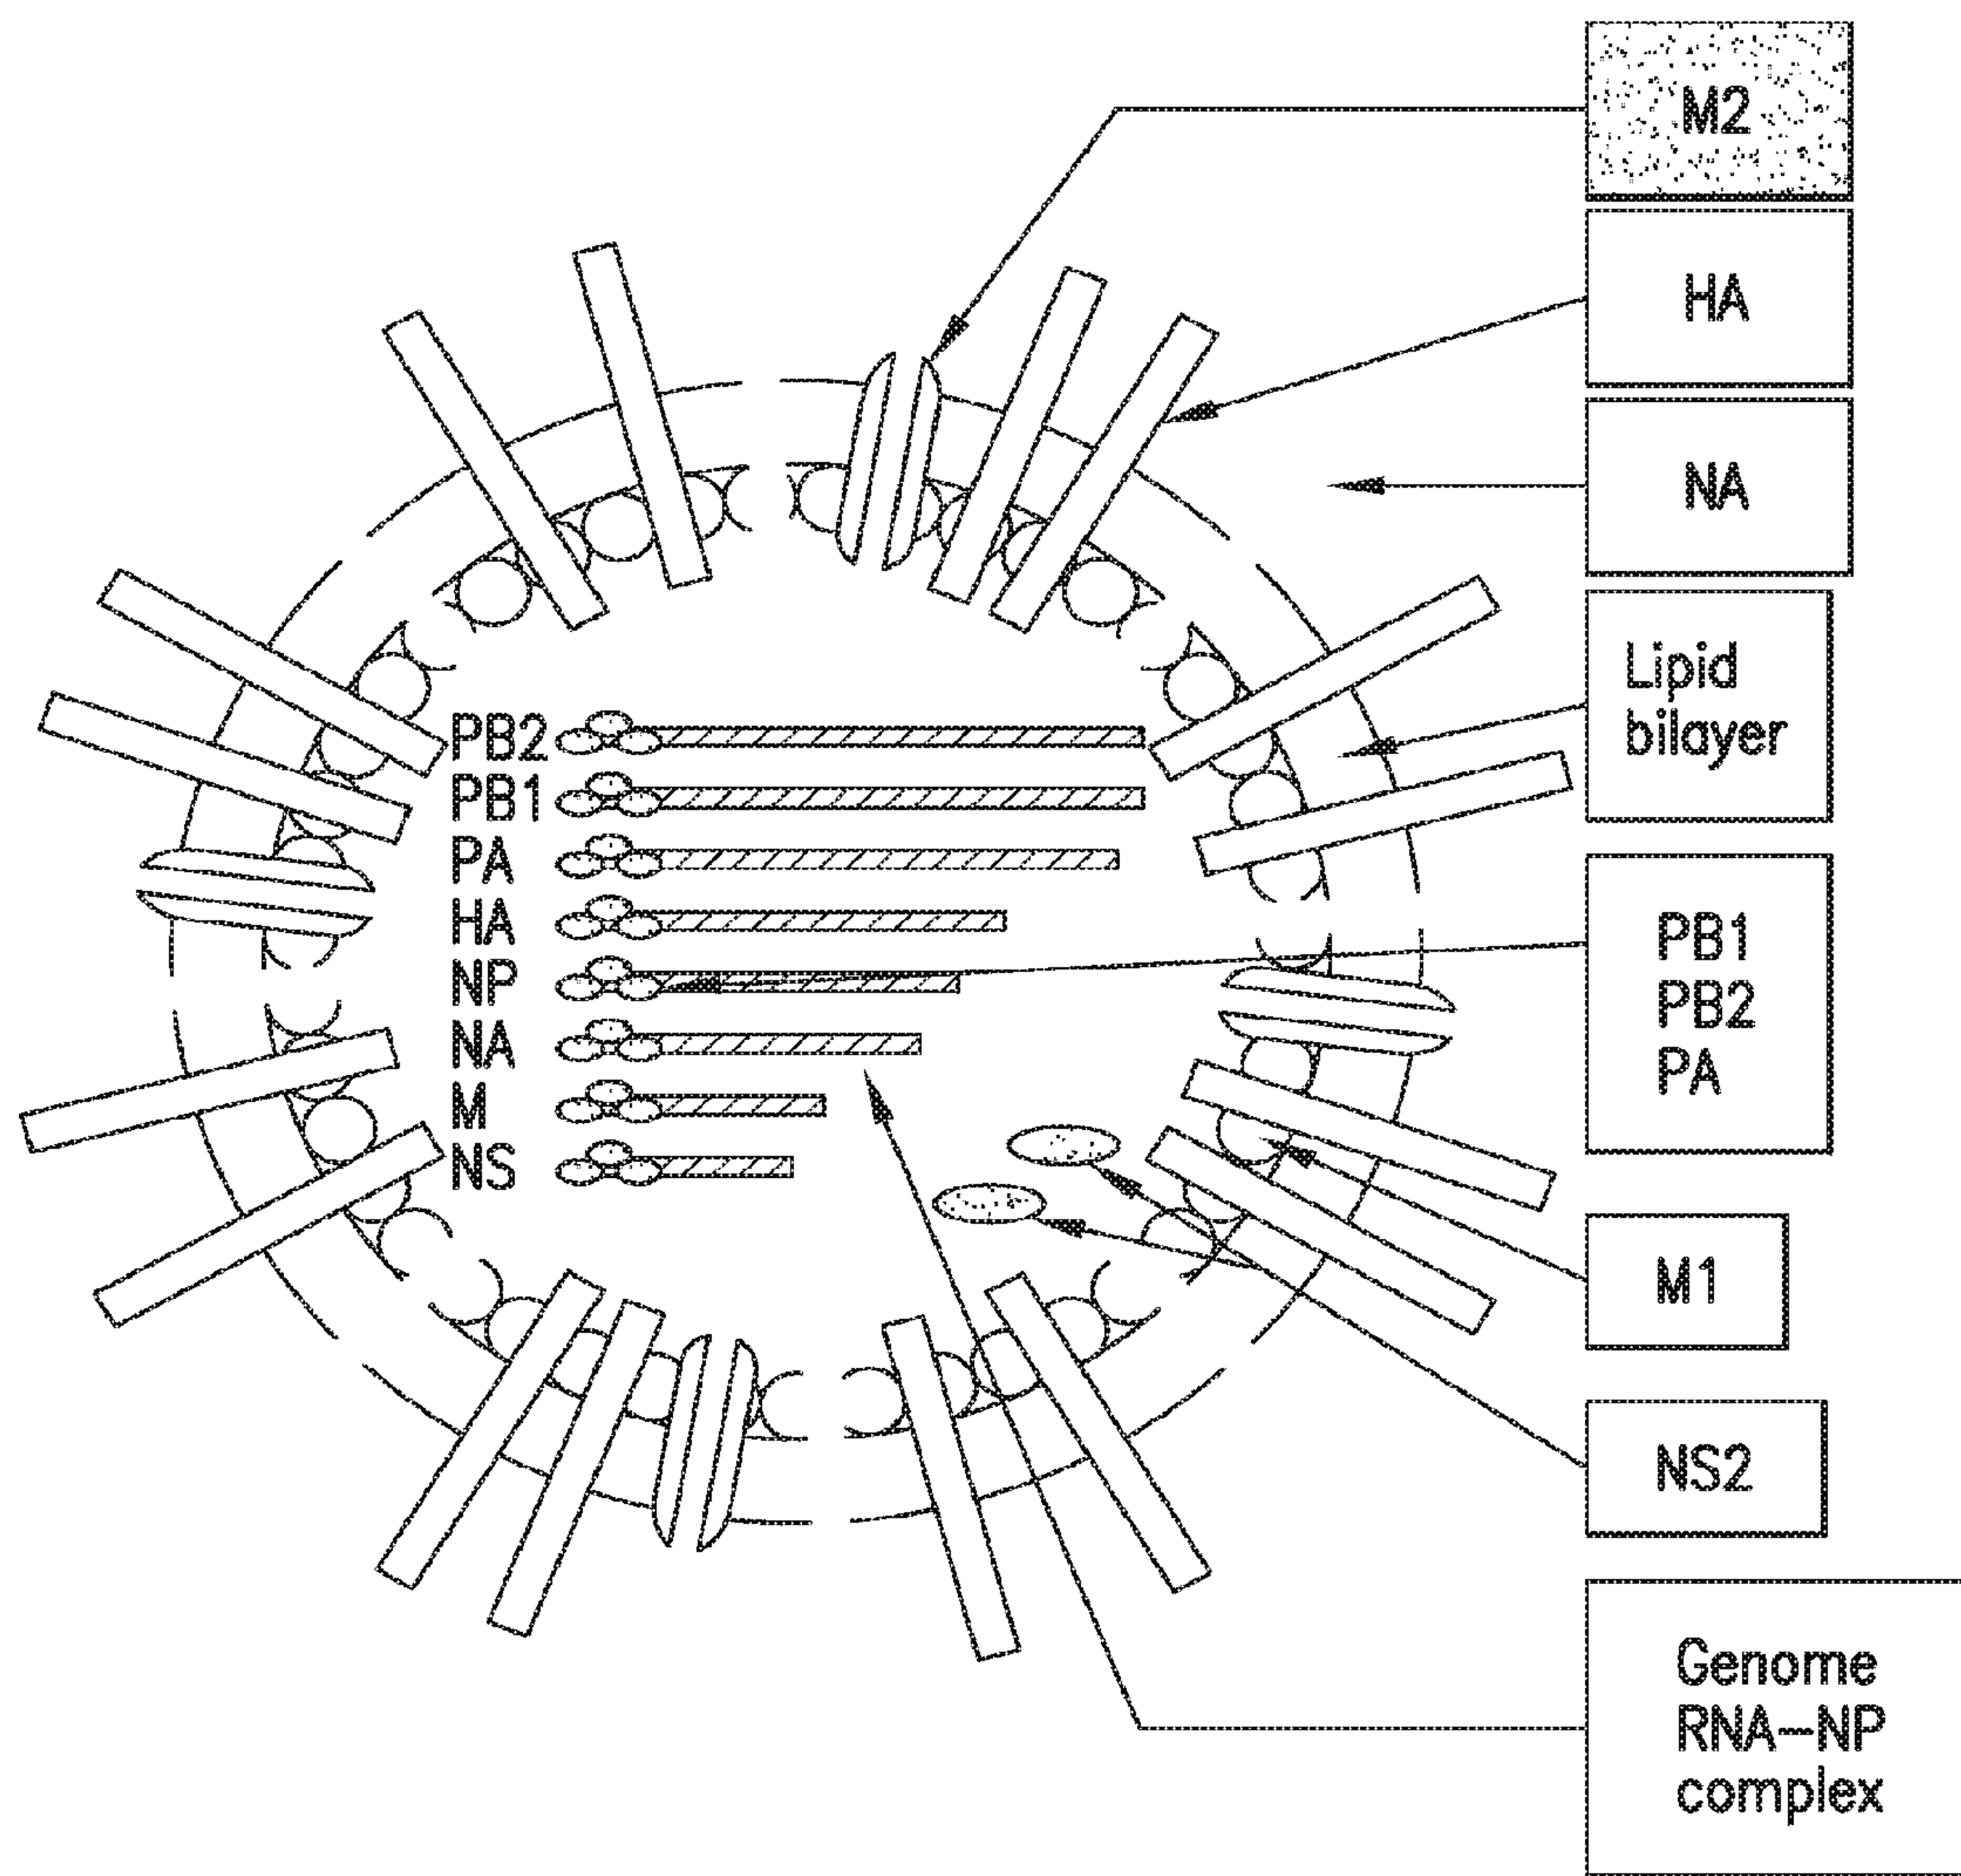 M2
HA
NA
Lipid
bilayer
PB2
PB1
PA
HA
NP
NA
M
NS
PB1
PB2
PA
M1
NS2
Genome
RNA–NP
complex